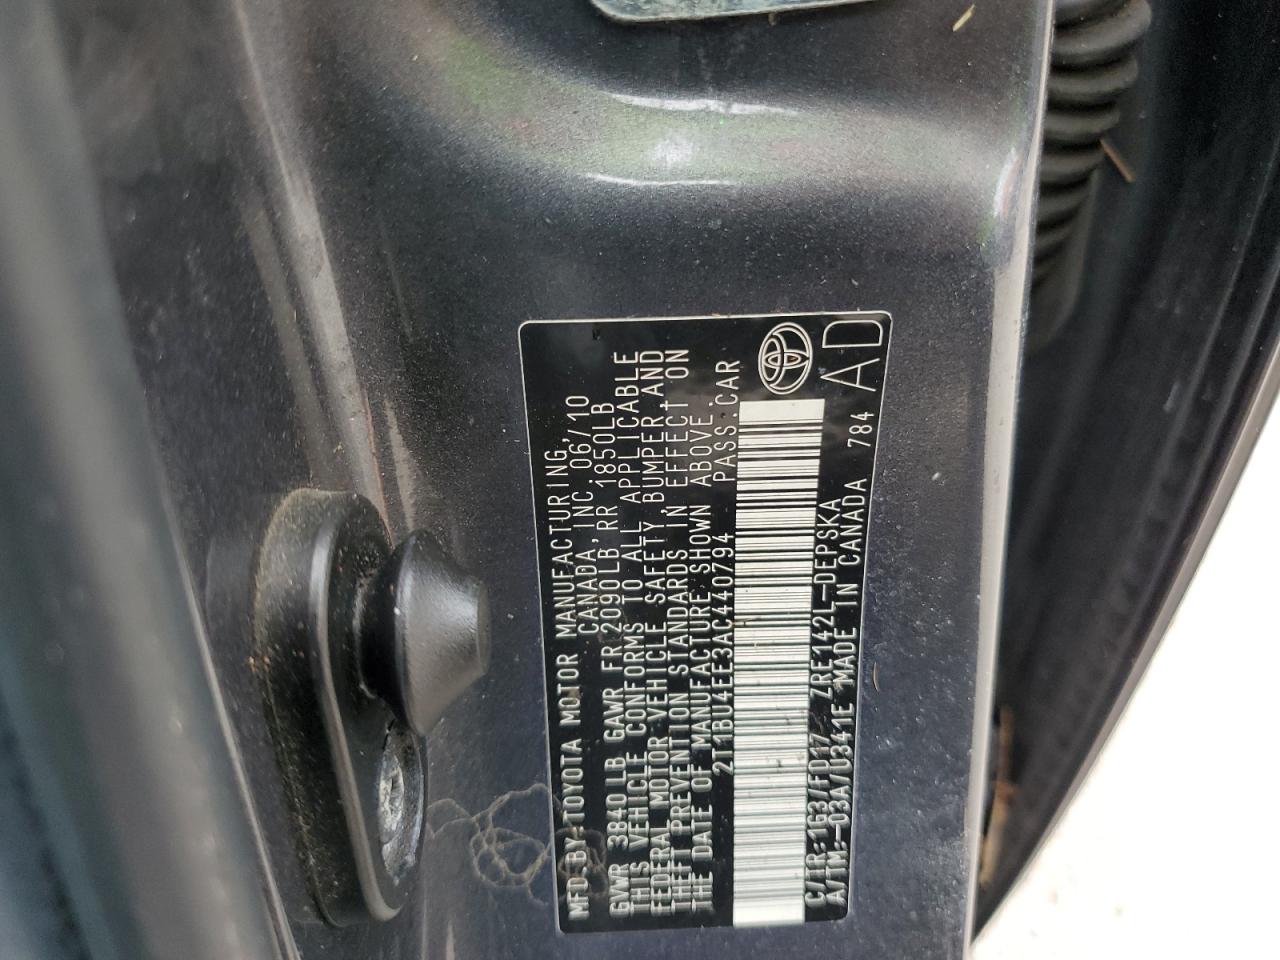 MFD.BY:TOYOTA MOTOR MANUFACTURING,
CANADA, INC. 06/10
GVWR 3840LB GAWR FR 2090LB RR 1850LB
THIS VEHICLE CONFORMS TO ALL APPLICABLE
FEDERAL MOTOR VEHICLE SAFETY, BUMPER, AND
THEFT PREVENTION STANDARDS IN EFFECT ON
THE DATE OF MANUFACTURE SHOWN ABOVE.
2T1BU4EE3AC440794 PASS.CAR
C/TR:1G3/FD17 ZRE142L-DEPSKA
A/TM:-03A/U341E MADE IN CANADA 784
AD